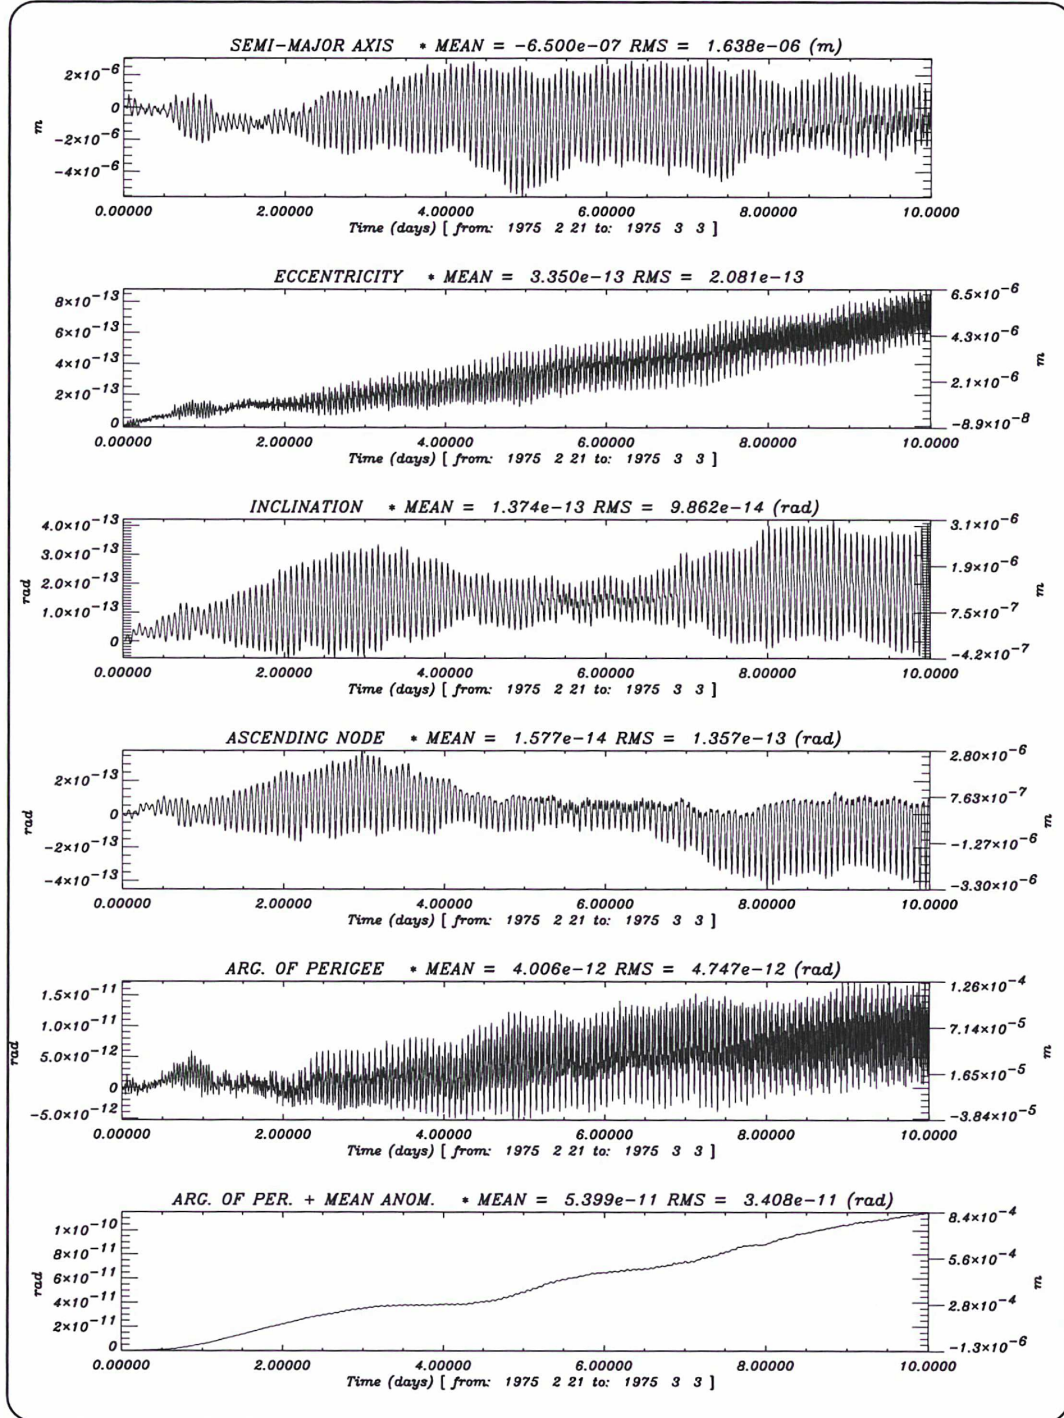 SEMI-MAJOR AXIS * MEAN = -6.500e-07 RMS = 1.638e-06 (m)
2×10⁻⁶
0
-2×10⁻⁶
-4×10⁻⁶
m
0.00000 2.00000 4.00000 6.00000 8.00000 10.0000
Time (days) [ from: 1975 2 21 to: 1975 3 3 ]
ECCENTRICITY * MEAN = 3.350e-13 RMS = 2.081e-13
8×10⁻¹³
6×10⁻¹³
4×10⁻¹³
2×10⁻¹³
0
6.5×10⁻⁶
4.3×10⁻⁶
2.1×10⁻⁶
-8.9×10⁻⁸
m
0.00000 2.00000 4.00000 6.00000 8.00000 10.0000
Time (days) [ from: 1975 2 21 to: 1975 3 3 ]
INCLINATION * MEAN = 1.374e-13 RMS = 9.862e-14 (rad)
4.0×10⁻¹³
3.0×10⁻¹³
2.0×10⁻¹³
1.0×10⁻¹³
0
rad
3.1×10⁻⁶
1.9×10⁻⁶
7.5×10⁻⁷
-4.2×10⁻⁷
m
0.00000 2.00000 4.00000 6.00000 8.00000 10.0000
Time (days) [ from: 1975 2 21 to: 1975 3 3 ]
ASCENDING NODE * MEAN = 1.577e-14 RMS = 1.357e-13 (rad)
2×10⁻¹³
0
-2×10⁻¹³
-4×10⁻¹³
rad
2.80×10⁻⁶
7.63×10⁻⁷
-1.27×10⁻⁶
-3.30×10⁻⁶
m
0.00000 2.00000 4.00000 6.00000 8.00000 10.0000
Time (days) [ from: 1975 2 21 to: 1975 3 3 ]
ARG. OF PERIGEE * MEAN = 4.006e-12 RMS = 4.747e-12 (rad)
1.5×10⁻¹¹
1.0×10⁻¹¹
5.0×10⁻¹²
0
-5.0×10⁻¹²
rad
1.26×10⁻⁴
7.14×10⁻⁵
1.65×10⁻⁵
-3.84×10⁻⁵
m
0.00000 2.00000 4.00000 6.00000 8.00000 10.0000
Time (days) [ from: 1975 2 21 to: 1975 3 3 ]
ARG. OF PER. + MEAN ANOM. * MEAN = 5.399e-11 RMS = 3.408e-11 (rad)
1×10⁻¹⁰
8×10⁻¹¹
6×10⁻¹¹
4×10⁻¹¹
2×10⁻¹¹
0
rad
8.4×10⁻⁴
5.6×10⁻⁴
2.8×10⁻⁴
-1.3×10⁻⁶
m
0.00000 2.00000 4.00000 6.00000 8.00000 10.0000
Time (days) [ from: 1975 2 21 to: 1975 3 3 ]